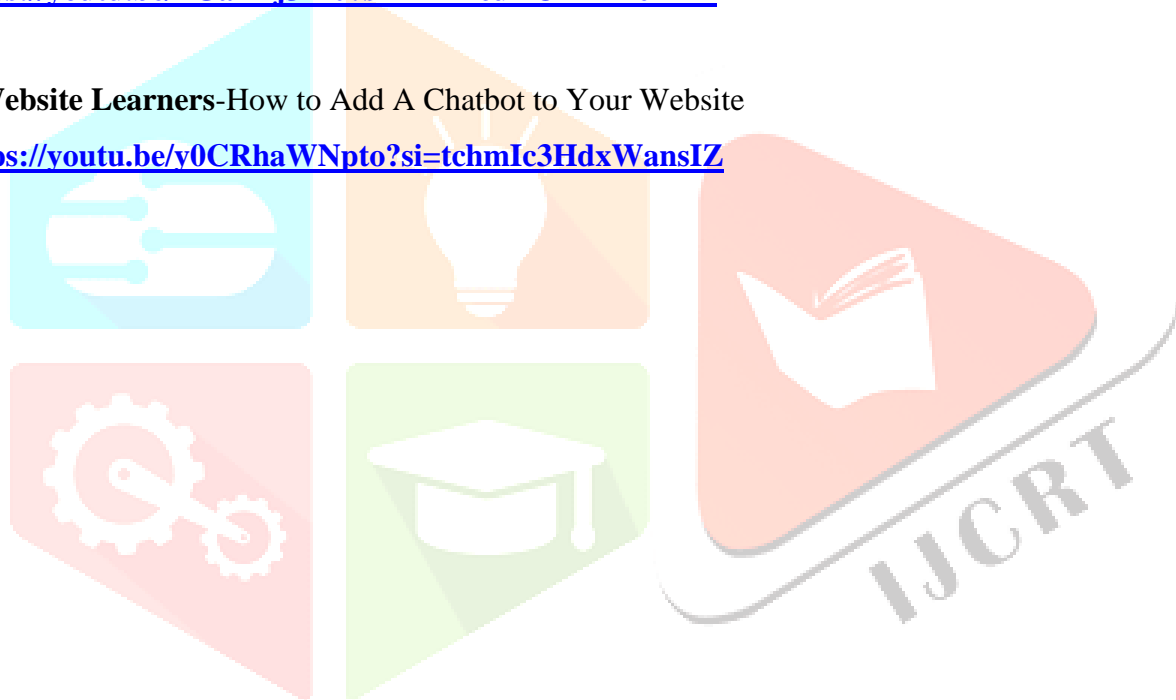 Website Learners-How to Add A Chatbot to Your Website
ps://youtu.be/y0CRhaWNpto?si=tchmIc3HdxWansIZ
IJCRT